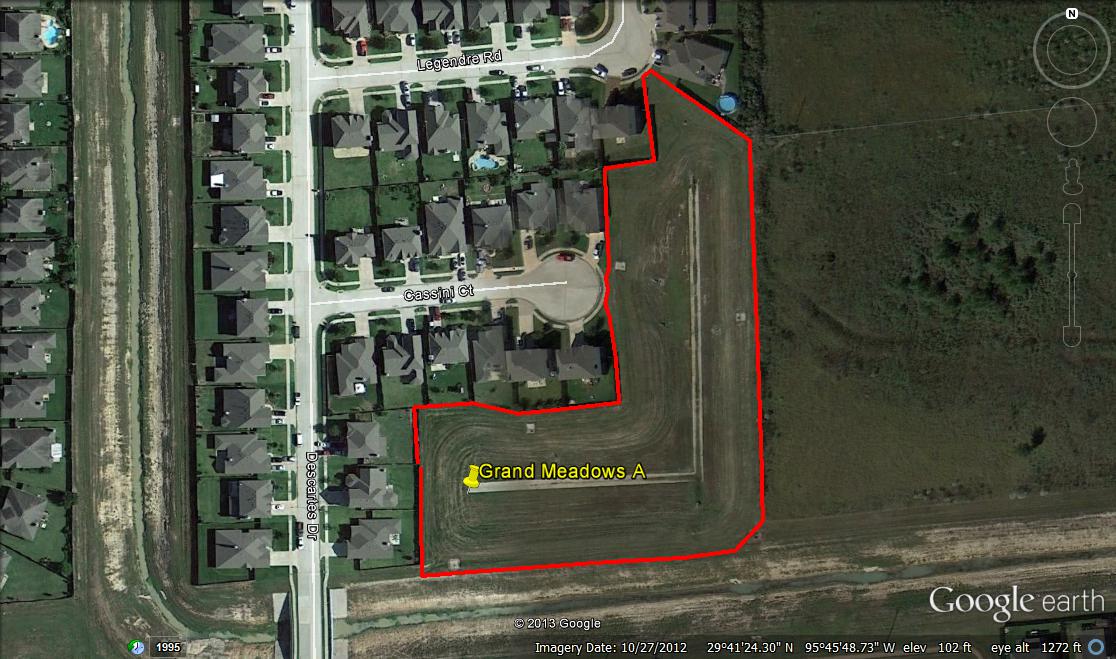 N
Legendre Rd
Cassini Ct
Grand Meadows A
Descartes Dr
Google earth
© 2013 Google
1995
Imagery Date: 10/27/2012 29°41'24.30" N 95°45'48.73" W elev 102 ft eye alt 1272 ft